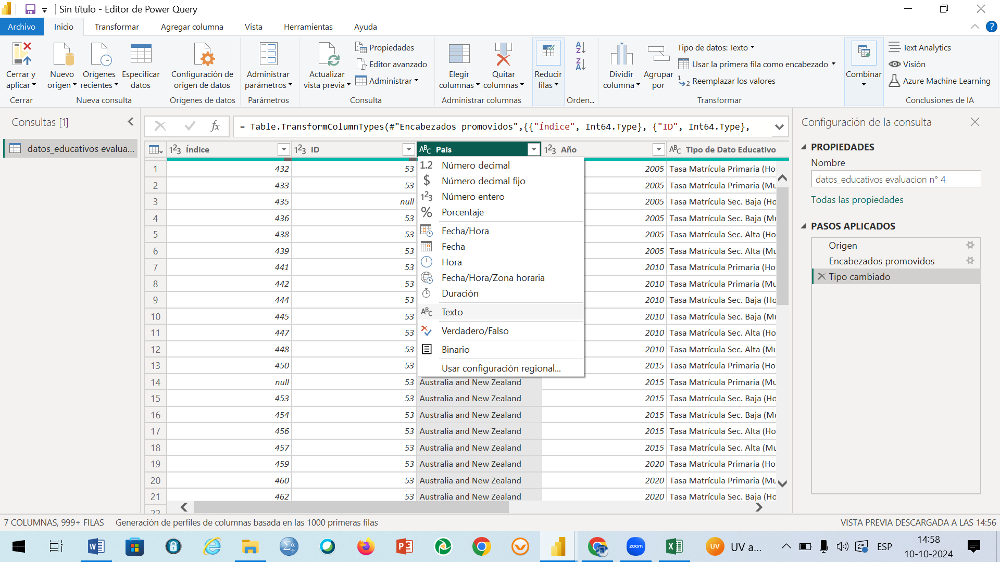 Sin título - Editor de Power Query
Archivo Inicio Transformar Agregar columna Vista Herramientas Ayuda
Cerrar y aplicar
Cerrar
Nuevo origen
Orígenes recientes
Especificar datos
Nueva consulta
Configuración de origen de datos
Orígenes de datos
Administrar parámetros
Parámetros
Actualizar vista previa
Propiedades
Editor avanzado
Administrar
Consulta
Elegir columnas
Quitar columnas
Administrar columnas
Reducir filas
Orden...
Dividir columna
Agrupar por
Tipo de datos: Texto
Usar la primera fila como encabezado
Reemplazar los valores
Transformar
Combinar
Text Analytics
Visión
Azure Machine Learning
Conclusiones de IA
Consultas [1]
datos_educativos evalua...
fx
= Table.TransformColumnTypes(#"Encabezados promovidos",{{"Índice", Int64.Type}, {"ID", Int64.Type},
Índice ID Pais Año Tipo de Dato Educativo
1 432 53 2005 Tasa Matrícula Primaria (Ho
2 433 53 2005 Tasa Matrícula Primaria (Mu
3 435 null 2005 Tasa Matrícula Sec. Baja (Ho
4 436 53 2005 Tasa Matrícula Sec. Baja (Mu
5 438 53 2005 Tasa Matrícula Sec. Alta (Ho
6 439 53 2005 Tasa Matrícula Sec. Alta (Mu
7 441 53 2010 Tasa Matrícula Primaria (Ho
8 442 53 2010 Tasa Matrícula Primaria (Mu
9 444 53 2010 Tasa Matrícula Sec. Baja (Ho
10 445 53 2010 Tasa Matrícula Sec. Baja (Mu
11 447 53 2010 Tasa Matrícula Sec. Alta (Ho
12 448 53 2010 Tasa Matrícula Sec. Alta (Mu
13 450 53 2015 Tasa Matrícula Primaria (Ho
14 null 53 Australia and New Zealand 2015 Tasa Matrícula Primaria (Mu
15 453 53 Australia and New Zealand 2015 Tasa Matrícula Sec. Baja (Ho
16 454 53 Australia and New Zealand 2015 Tasa Matrícula Sec. Baja (Mu
17 456 53 Australia and New Zealand 2015 Tasa Matrícula Sec. Alta (Ho
18 457 53 Australia and New Zealand 2015 Tasa Matrícula Sec. Alta (Mu
19 459 53 Australia and New Zealand 2020 Tasa Matrícula Primaria (Ho
20 460 53 Australia and New Zealand 2020 Tasa Matrícula Primaria (Mu
21 462 53 Australia and New Zealand 2020 Tasa Matrícula Sec. Baja (Ho
22
1.2 Número decimal
$ Número decimal fijo
123 Número entero
% Porcentaje
Fecha/Hora
Fecha
Hora
Fecha/Hora/Zona horaria
Duración
ABC Texto
Verdadero/Falso
Binario
Usar configuración regional...
Configuración de la consulta
PROPIEDADES
Nombre
datos_educativos evaluacion n° 4
Todas las propiedades
PASOS APLICADOS
Origen
Encabezados promovidos
Tipo cambiado
7 COLUMNAS, 999+ FILAS Generación de perfiles de columnas basada en las 1000 primeras filas
VISTA PREVIA DESCARGADA A LAS 14:56
zoom
UV UV a...
ESP
14:58
10-10-2024